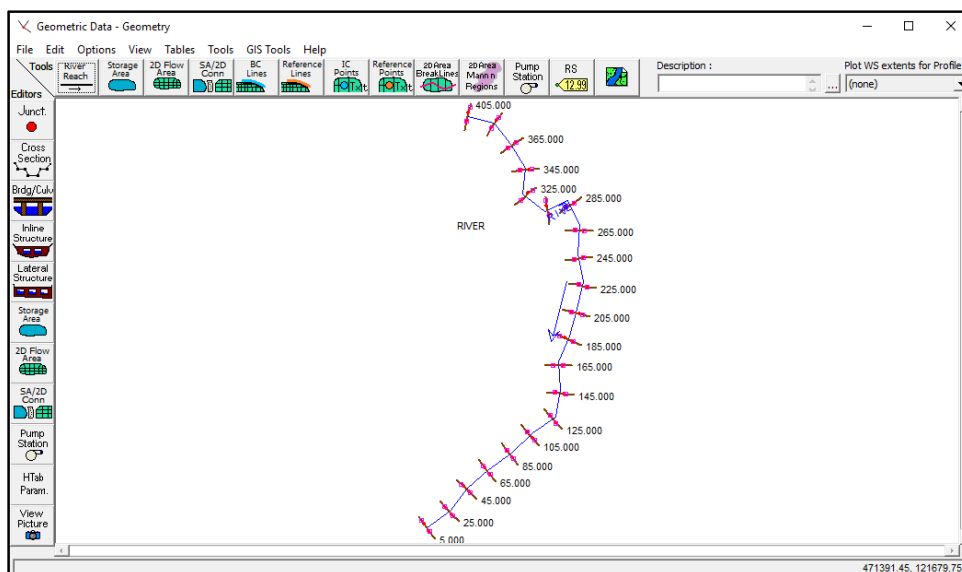 Geometric Data - Geometry
File Edit Options View Tables Tools GIS Tools Help
Tools
Editors
River
Reach
Storage
Area
2D Flow
Area
SA/2D
Conn
BC
Lines
Reference
Lines
IC
Points
Reference
Points
2D Area
BreakLines
2D Area
Mann n
Regions
Pump
Station
RS
12.99
Description :
...
Plot WS extents for Profile
(none)
Junct.
Cross
Section
Brdg/Culv
Inline
Structure
Lateral
Structure
Storage
Area
2D Flow
Area
SA/2D
Conn
Pump
Station
HTab
Param.
View
Picture
405.000
365.000
345.000
325.000
285.000
RIVER
265.000
245.000
225.000
205.000
185.000
165.000
145.000
125.000
105.000
85.000
65.000
45.000
25.000
5.000
471391.45, 121679.75